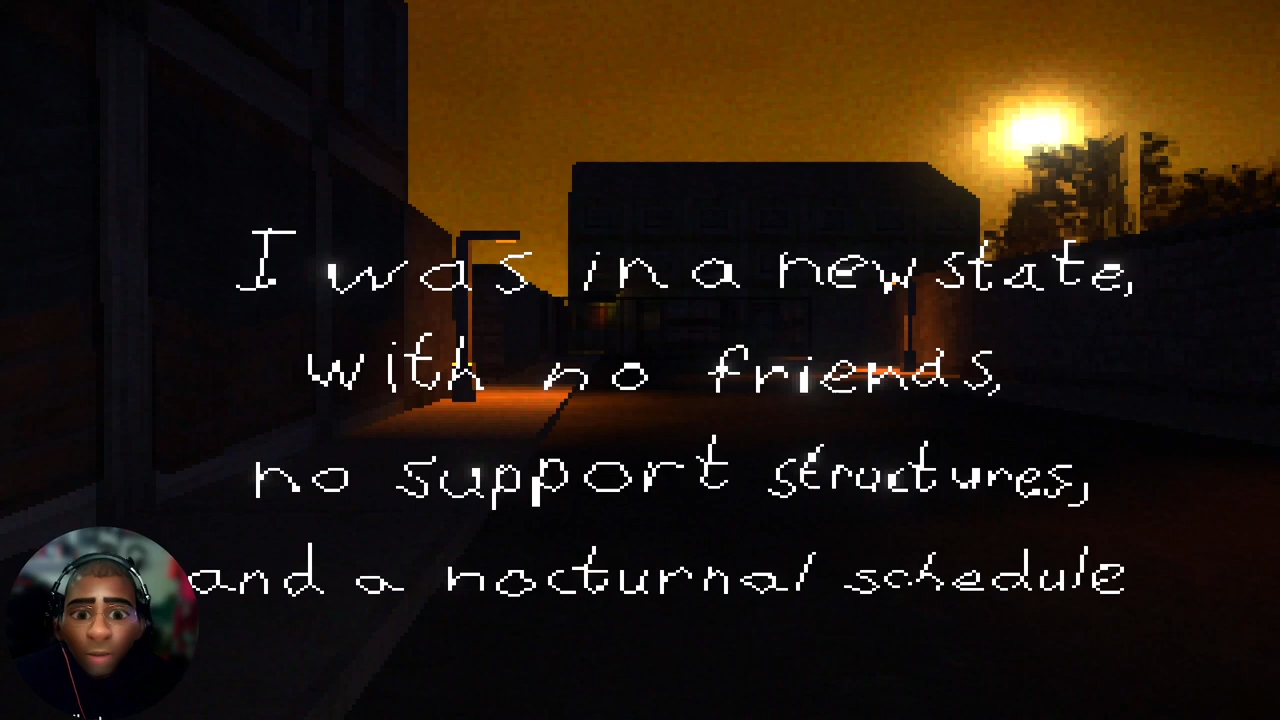 I was in a new state,
with no friends,
no support structures,
and a nocturnal schedule